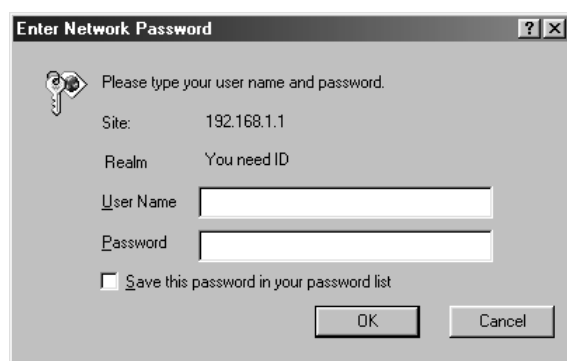 Enter Network Password
Please type your user name and password.
Site: 192.168.1.1
Realm You need ID
User Name
Password
Save this password in your password list
OK Cancel